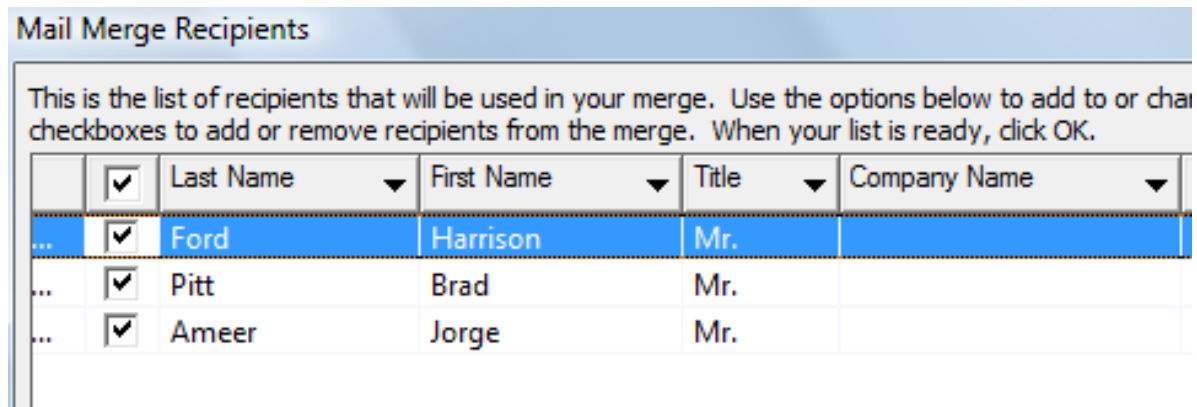 Mail Merge Recipients
This is the list of recipients that will be used in your merge. Use the options below to add to or
checkboxes to add or remove recipients from the merge. When your list is ready, click OK.
Last Name First Name Title Company Name
... Ford Harrison Mr.
... Pitt Brad Mr.
... Ameer Jorge Mr.